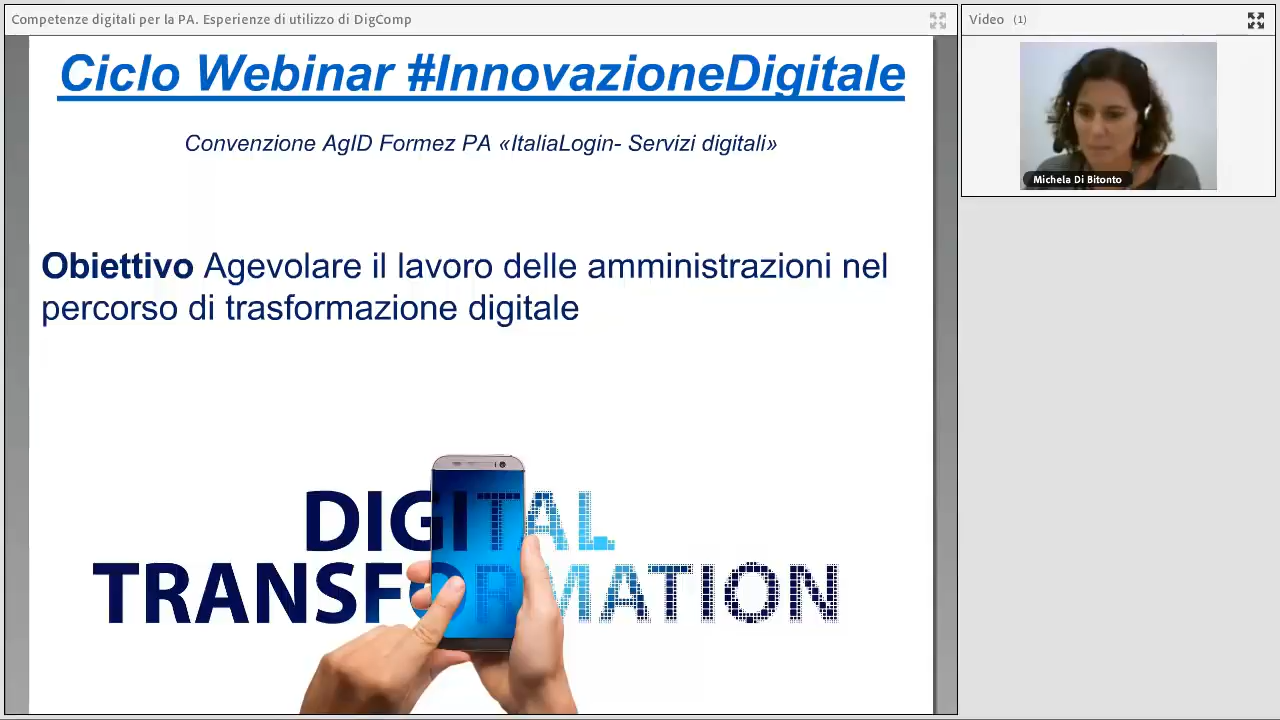 Competenze digitali per la PA. Esperienze di utilizzo di DigComp
Video (1)
Ciclo Webinar #InnovazioneDigitale
Convenzione AgID Formez PA «ItaliaLogin- Servizi digitali»
Michela Di Bitonto
Obiettivo Agevolare il lavoro delle amministrazioni nel
percorso di trasformazione digitale
DIGITAL
TRANSFORMATION